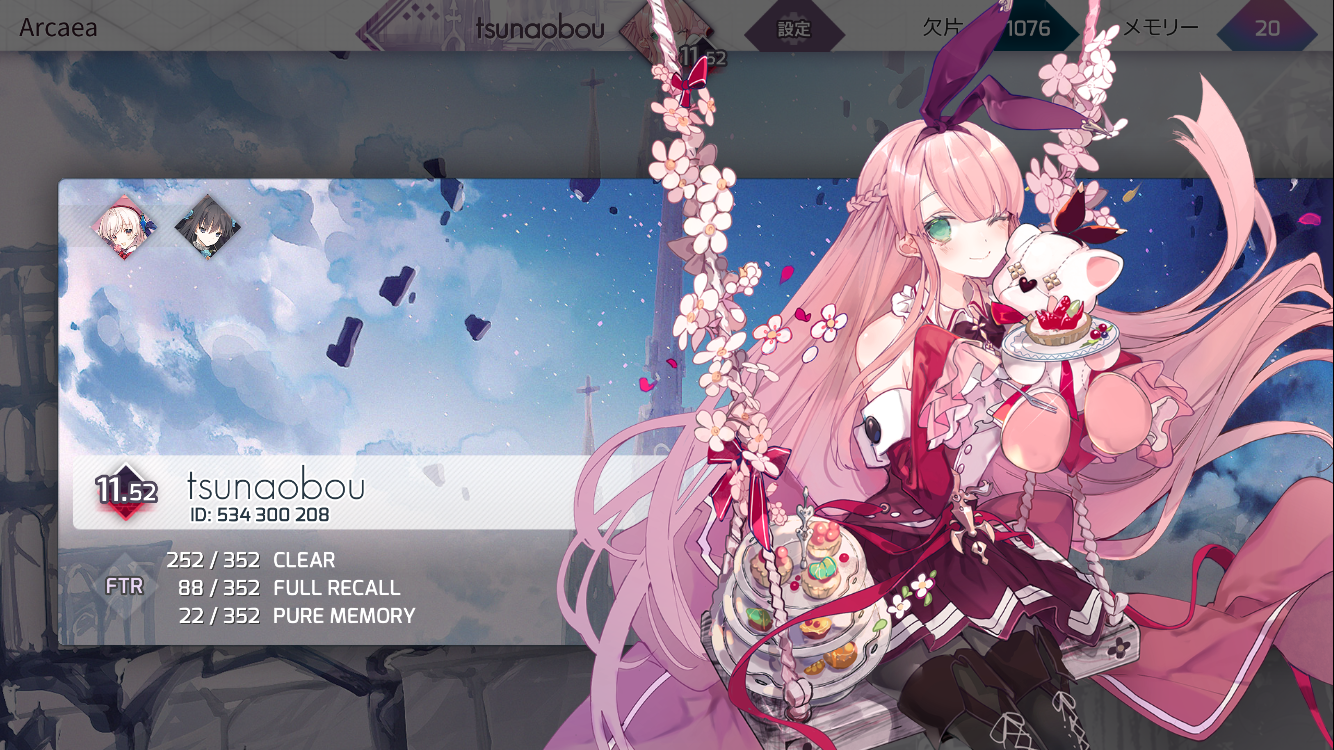 Arcaea
tsunaobou
11.52
設定
欠片
1076
メモリー
20
11.52
tsunaobou
ID: 534 300 208
FTR
252 / 352 CLEAR
88 / 352 FULL RECALL
22 / 352 PURE MEMORY